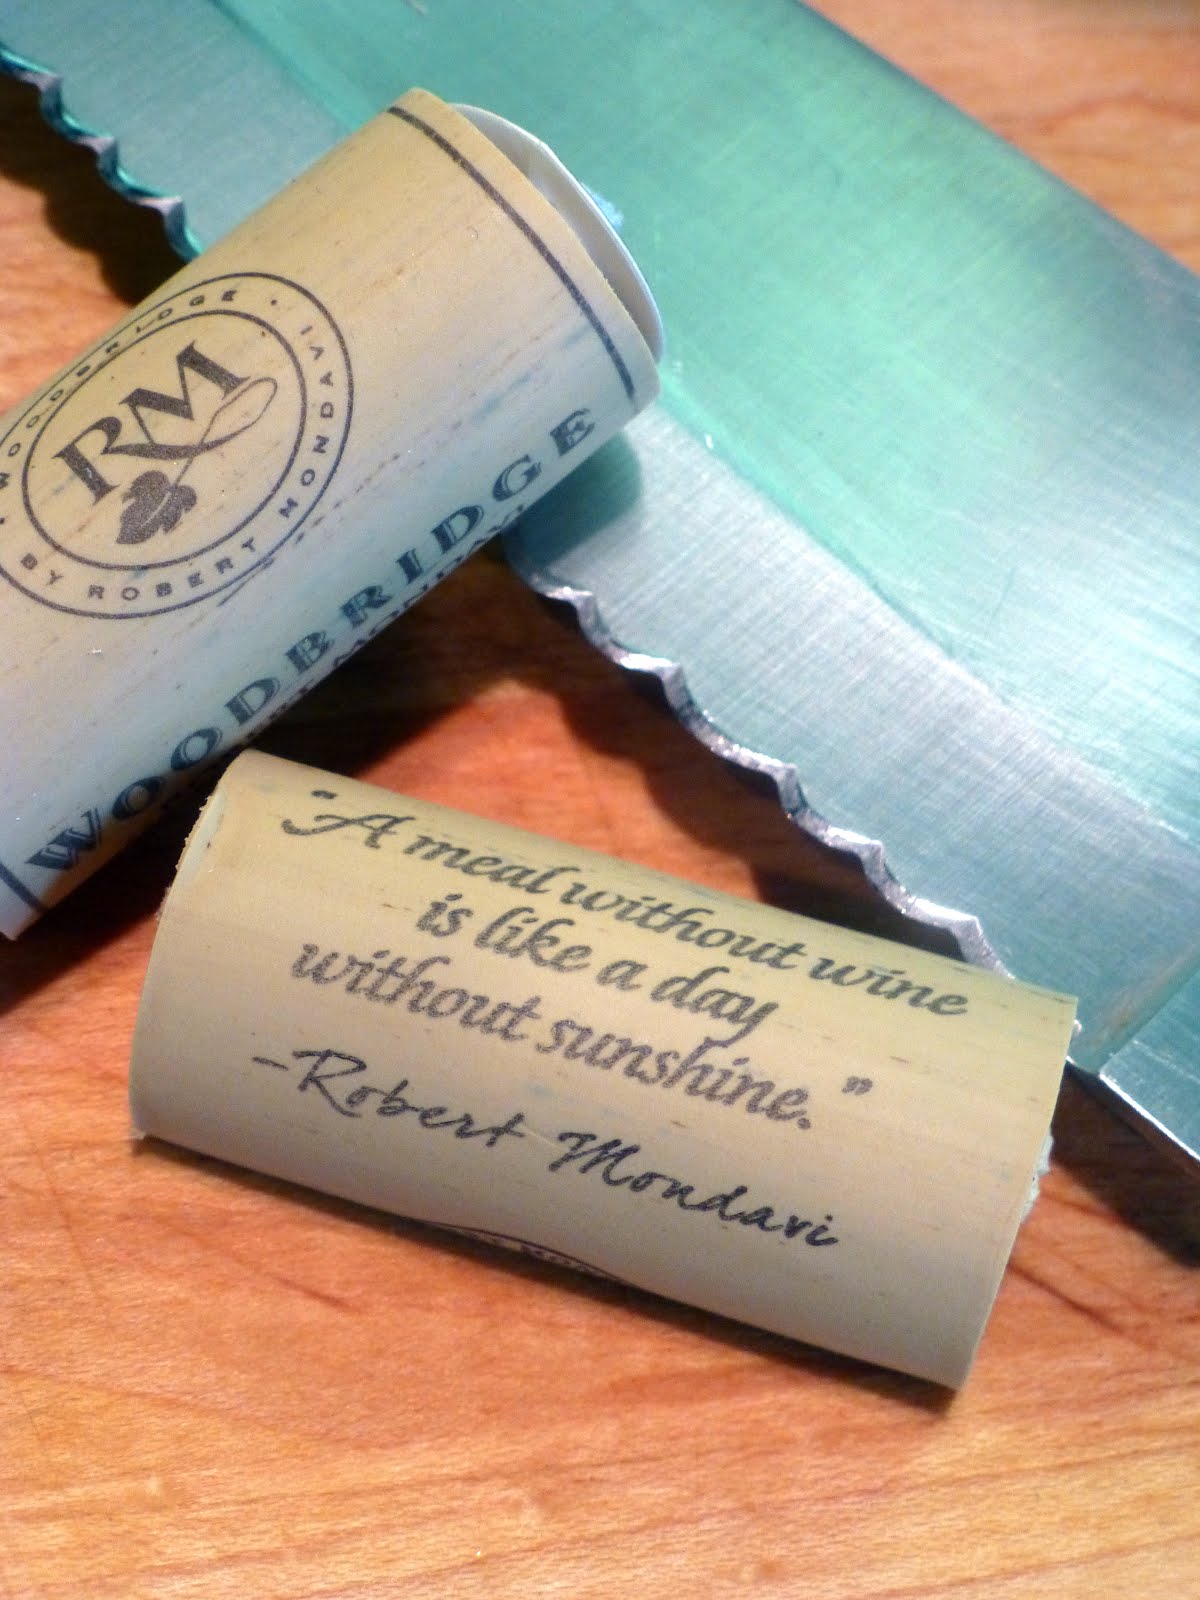 WOODBRIDGE • BY ROBERT MONDAVI •
RM
WOODBRIDGE
“A meal without wine
is like a day
without sunshine.”
–Robert Mondavi